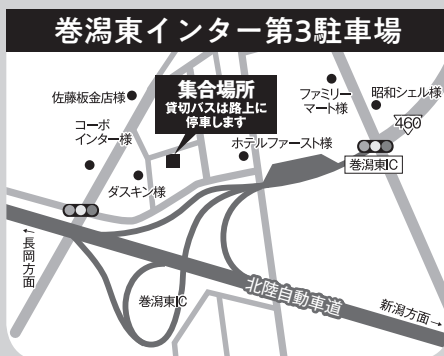 巻潟東インター第3駐車場
集合場所
貸切バスは路上に
停車します
佐藤板金店様
コーポ
インター様
ダスキン様
ホテルファースト様
ファミリー
マート様
昭和シェル様
460
巻潟東IC
←長岡方面
巻潟東IC
北陸自動車道
新潟方面→